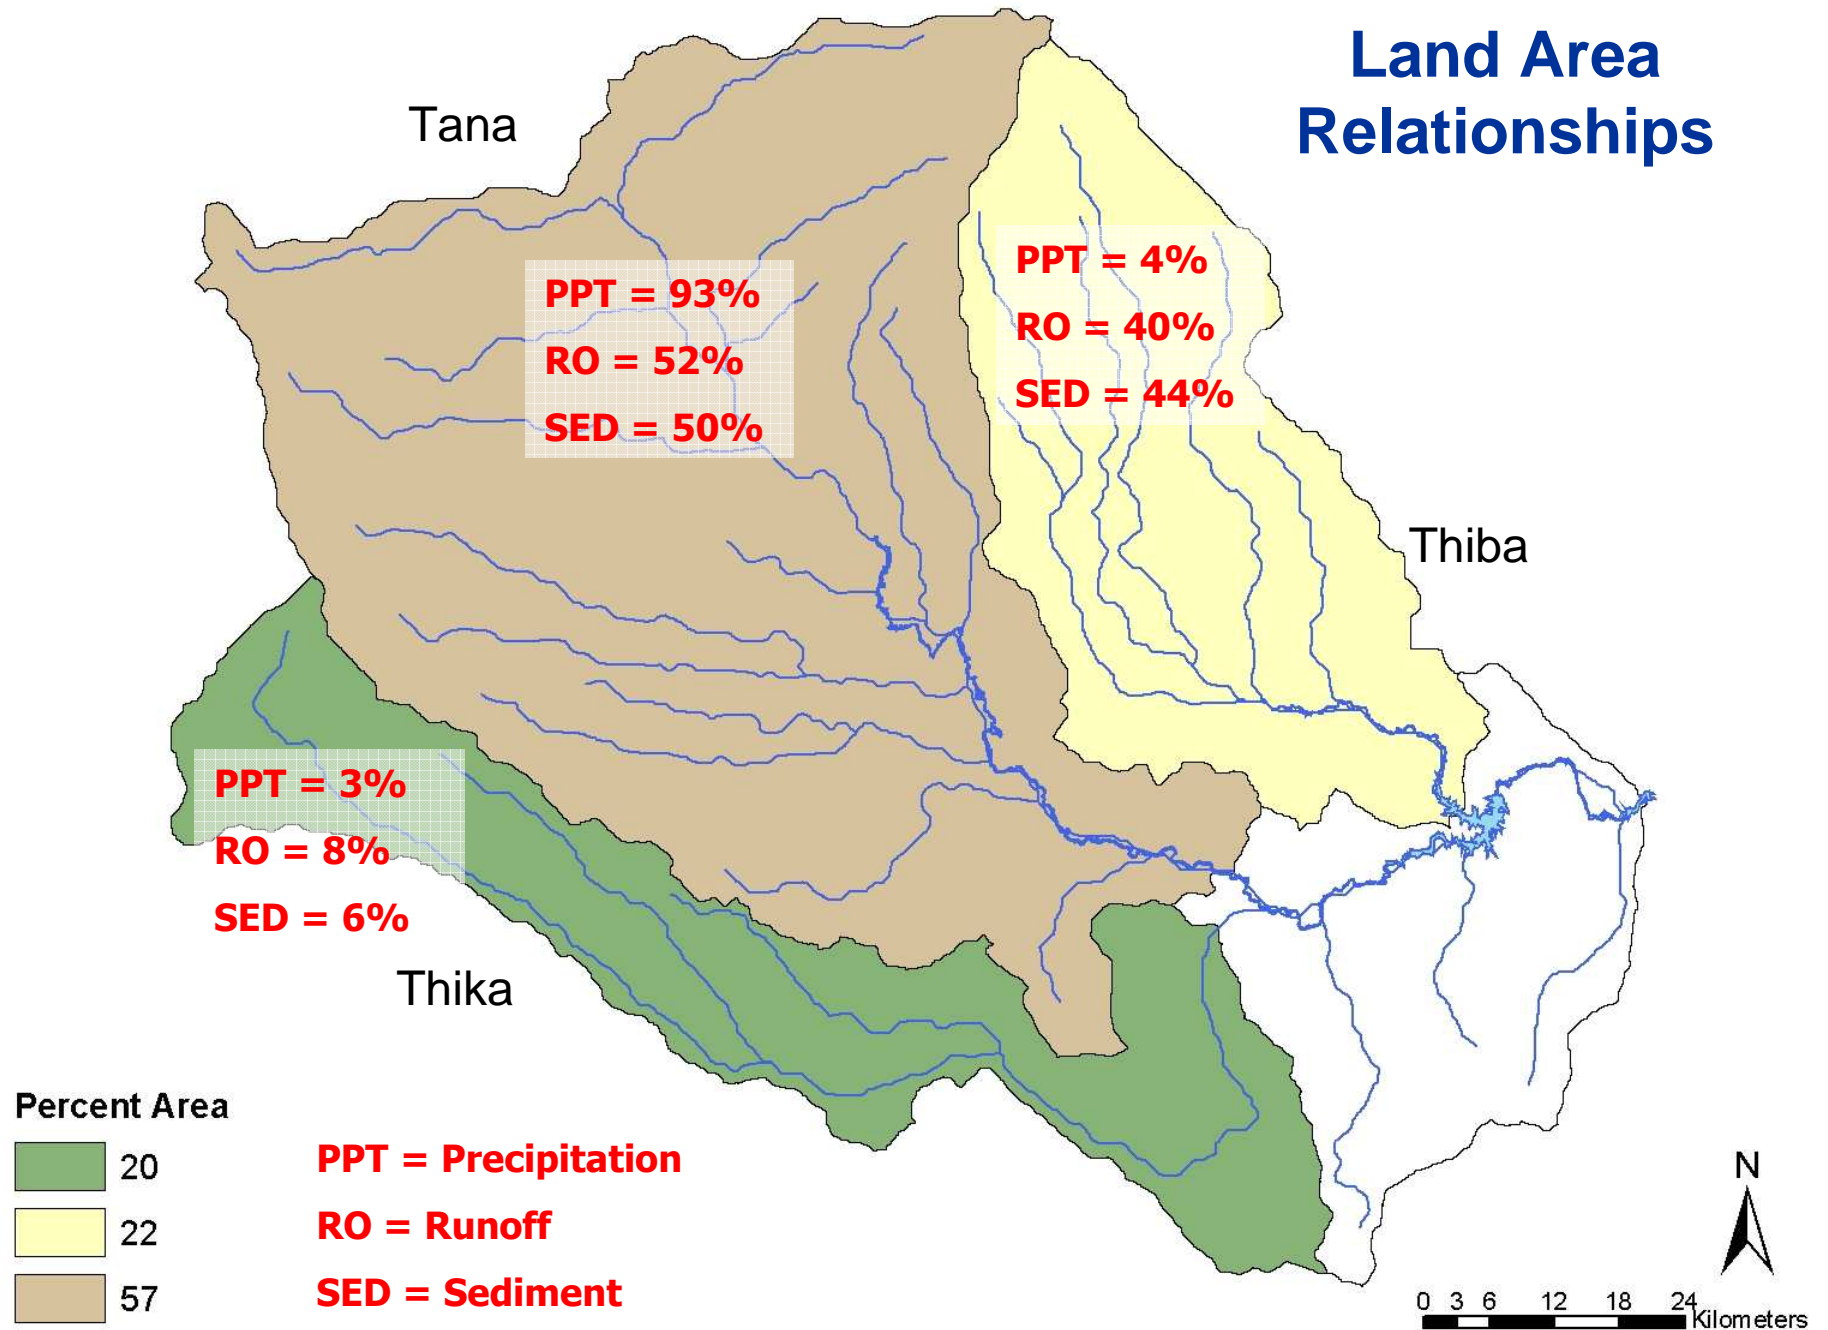 Land Area
Relationships
Tana
PPT = 93%
RO = 52%
SED = 50%
PPT = 4%
RO = 40%
SED = 44%
Thiba
PPT = 3%
RO = 8%
SED = 6%
Thika
Percent Area
20
22
57
PPT = Precipitation
RO = Runoff
SED = Sediment
N
0 3 6 12 18 24
Kilometers